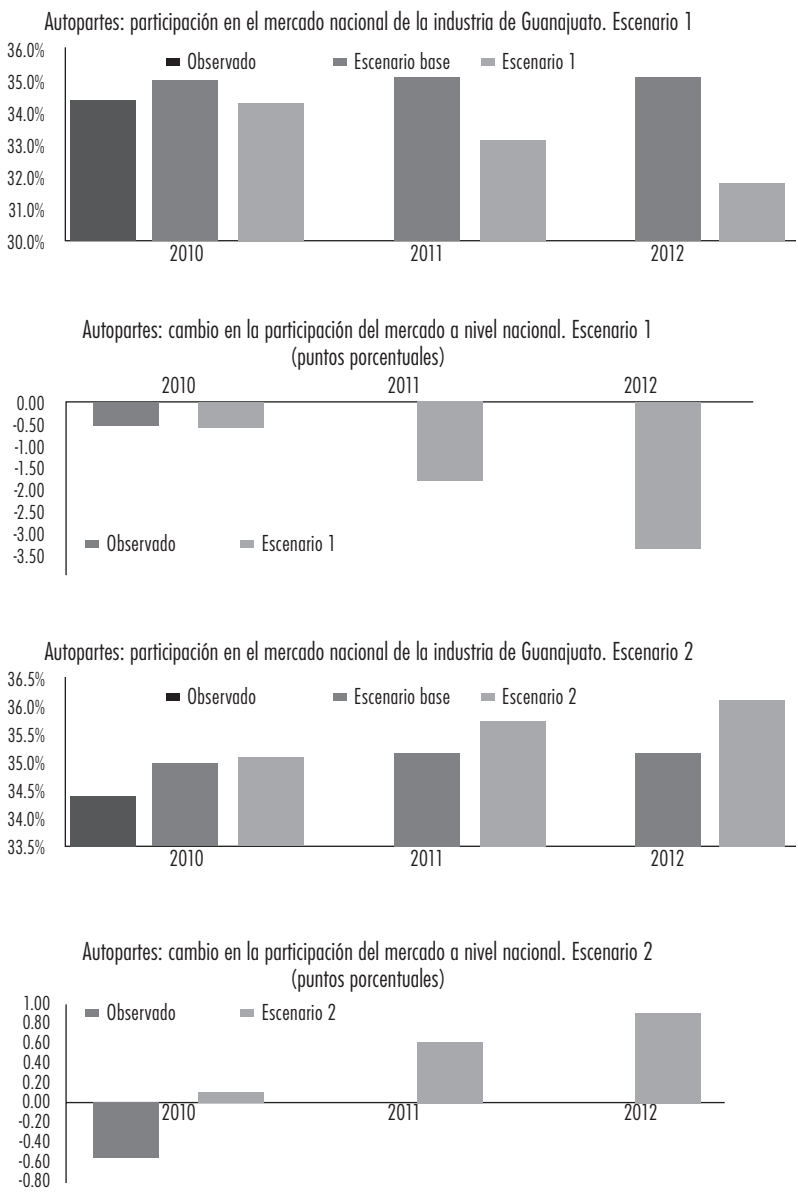 Autopartes: participación en el mercado nacional de la industria de Guanajuato. Escenario 1
36.0%
Observado Escenario base Escenario 1
35.0%
34.0%
33.0%
32.0%
31.0%
30.0%
2010 2011 2012
Autopartes: cambio en la participación del mercado a nivel nacional. Escenario 1
(puntos porcentuales)
2010 2011 2012
0.00
-0.50
-1.00
-1.50
-2.00
-2.50
-3.00
-3.50
Observado Escenario 1
Autopartes: participación en el mercado nacional de la industria de Guanajuato. Escenario 2
36.5%
Observado Escenario base Escenario 2
36.0%
35.5%
35.0%
34.5%
34.0%
33.5%
2010 2011 2012
Autopartes: cambio en la participación del mercado a nivel nacional. Escenario 2
(puntos porcentuales)
1.00
Observado Escenario 2
0.80
0.60
0.40
0.20
0.00
2010 2011 2012
-0.20
-0.40
-0.60
-0.80